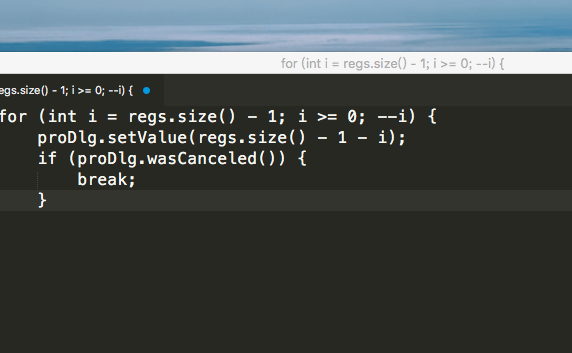 for (int i = regs.size() - 1; i >= 0; --i) {
egs.size() - 1; i >= 0; --i) {
for (int i = regs.size() - 1; i >= 0; --i) {
proDlg.setValue(regs.size() - 1 - i);
if (proDlg.wasCanceled()) {
break;
}